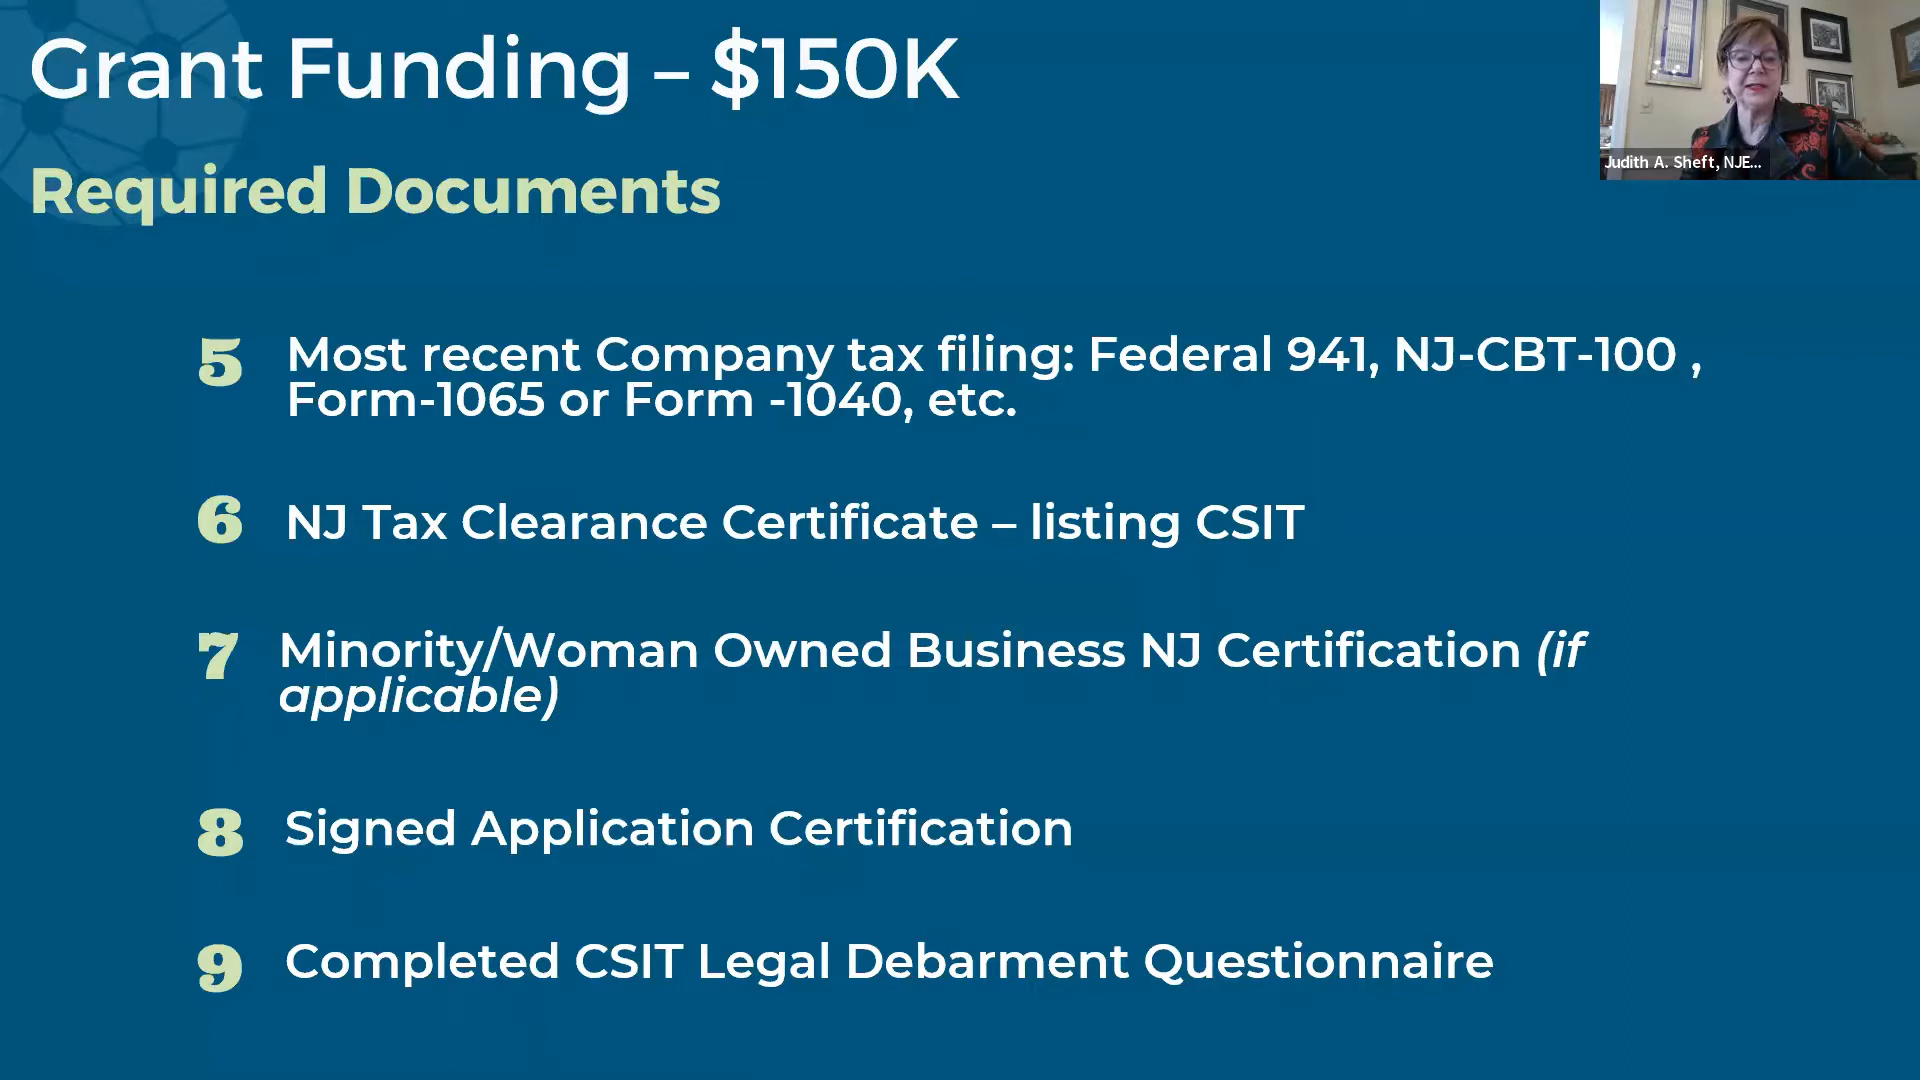 Grant Funding – $150K
Judith A. Sheft, NJE...
Required Documents
5 Most recent Company tax filing: Federal 941, NJ-CBT-100 ,
Form-1065 or Form -1040, etc.
6 NJ Tax Clearance Certificate – listing CSIT
7 Minority/Woman Owned Business NJ Certification (if
applicable)
8 Signed Application Certification
9 Completed CSIT Legal Debarment Questionnaire